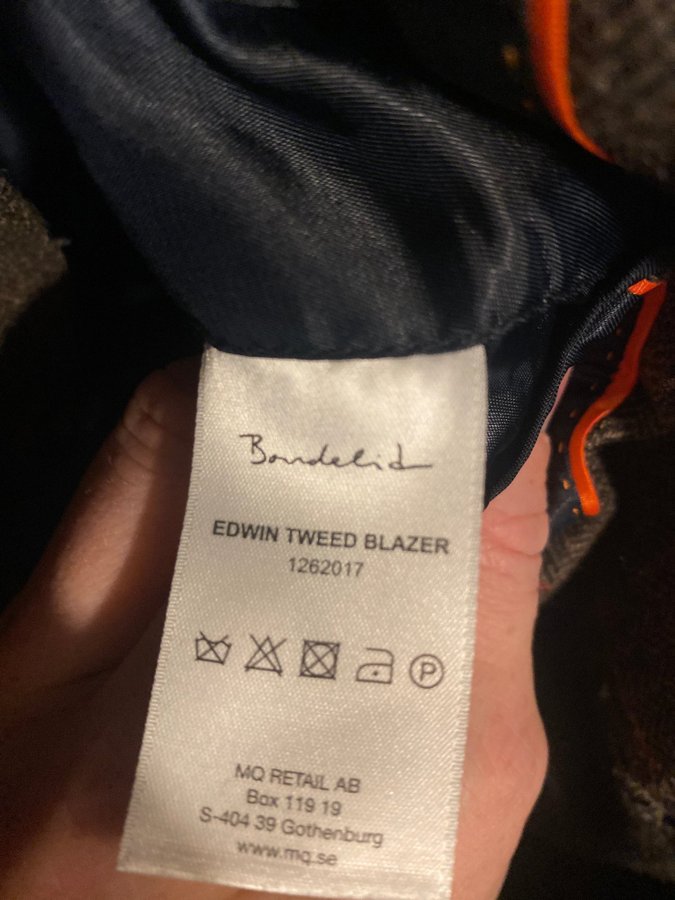 Bondelid
EDWIN TWEED BLAZER
1262017
P
MQ RETAIL AB
Box 119 19
S-404 39 Gothenburg
www.mq.se